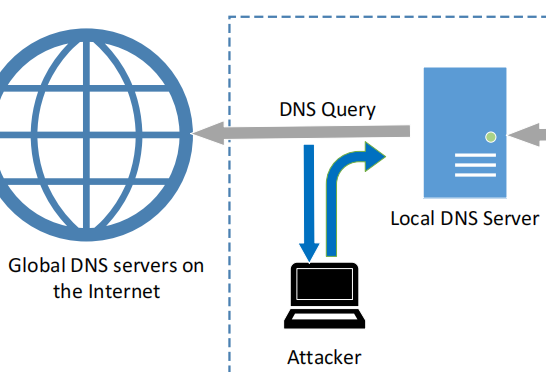 DNS Query
Local DNS Server
Global DNS servers on
the Internet
Attacker